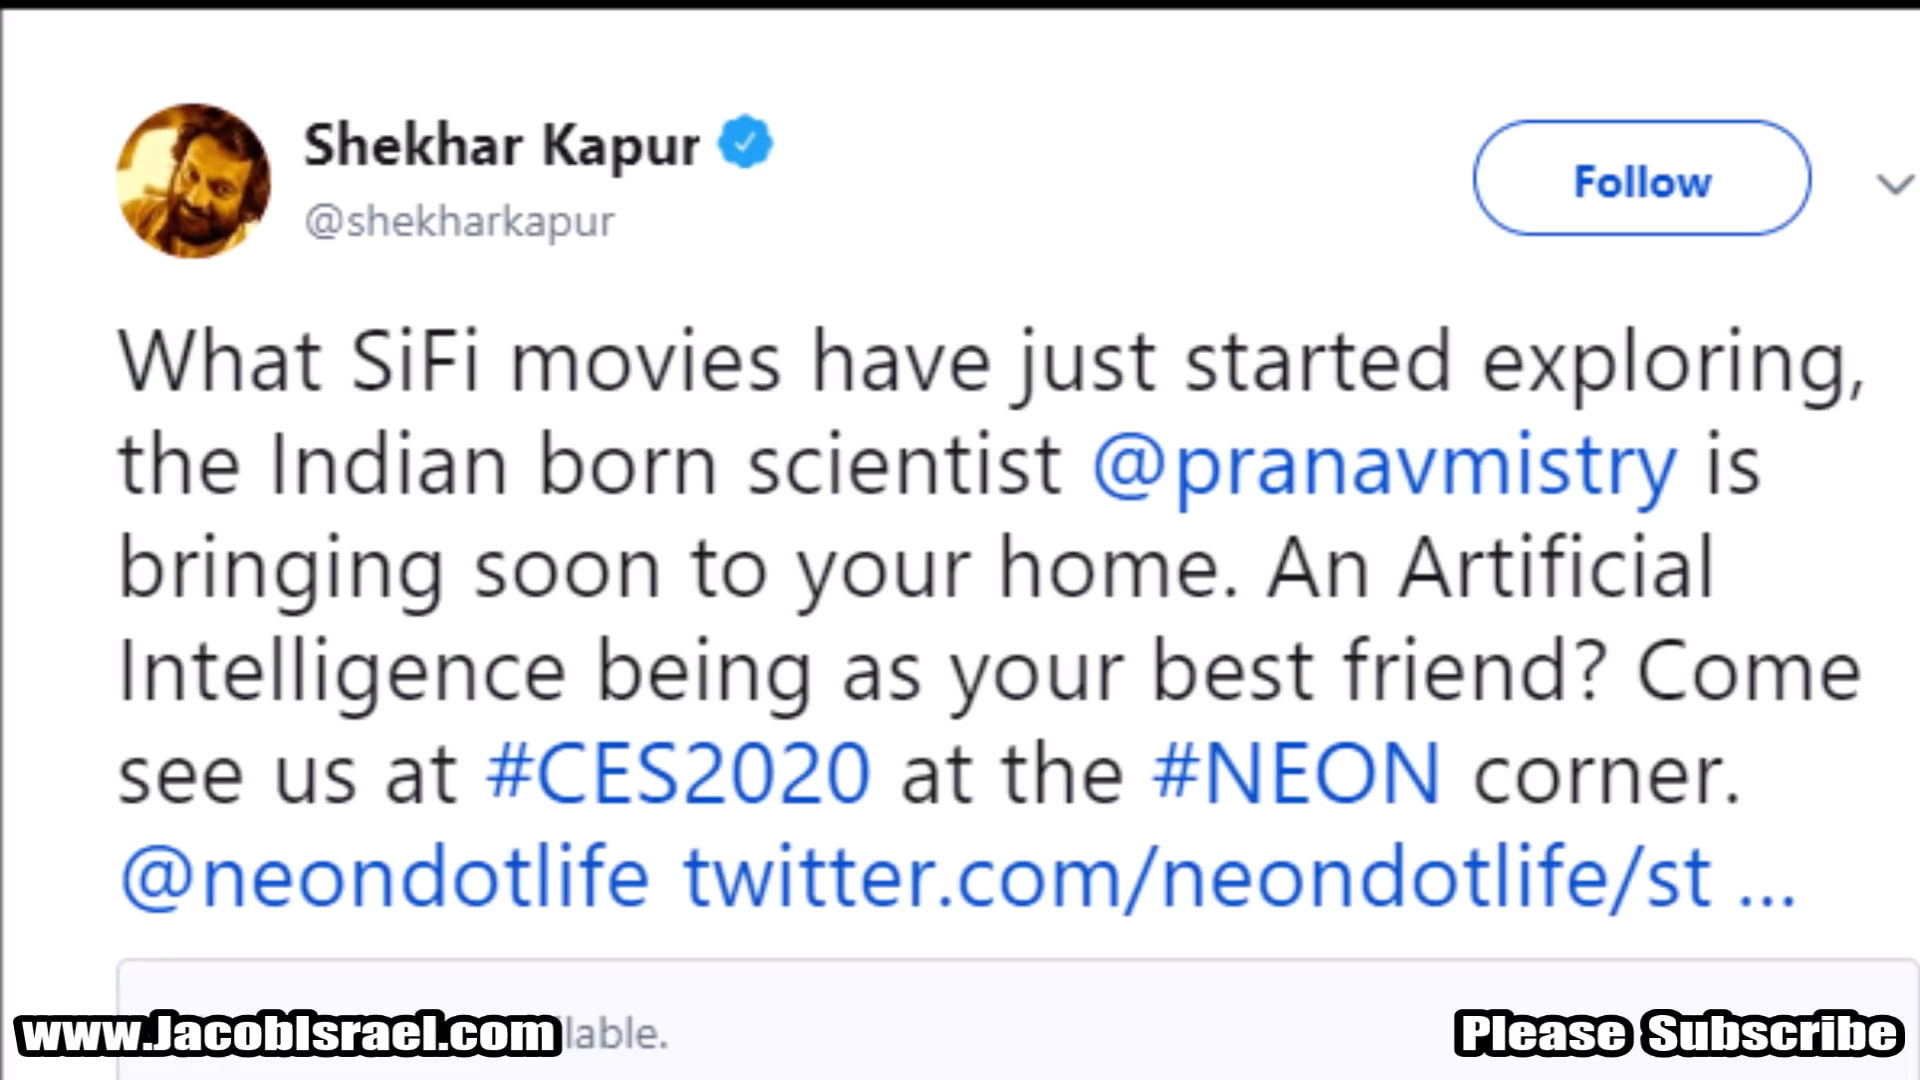 Shekhar Kapur
@shekharkapur
Follow
What SiFi movies have just started exploring,
the Indian born scientist @pranavmistry is
bringing soon to your home. An Artificial
Intelligence being as your best friend? Come
see us at #CES2020 at the #NEON corner.
@neondotlife twitter.com/neondotlife/st ...
www.JacobIsrael.com
lable.
Please Subscribe